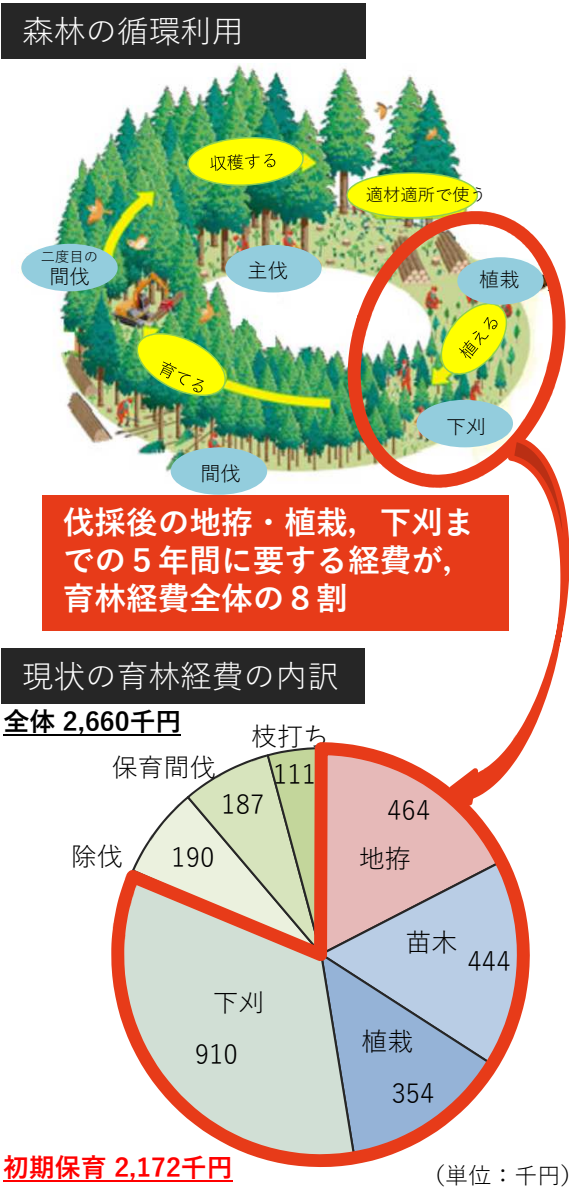 森林の循環利用
収穫する
適材適所で使う
二度目の
間伐
主伐
植栽
植える
育てる
下刈
間伐
伐採後の地拵・植栽，下刈ま
での５年間に要する経費が，
育林経費全体の８割
現状の育林経費の内訳
全体 2,660千円
枝打ち
111
保育間伐
187
464
地拵
除伐
190
苗木
444
下刈
910
植栽
354
初期保育 2,172千円
（単位：千円）